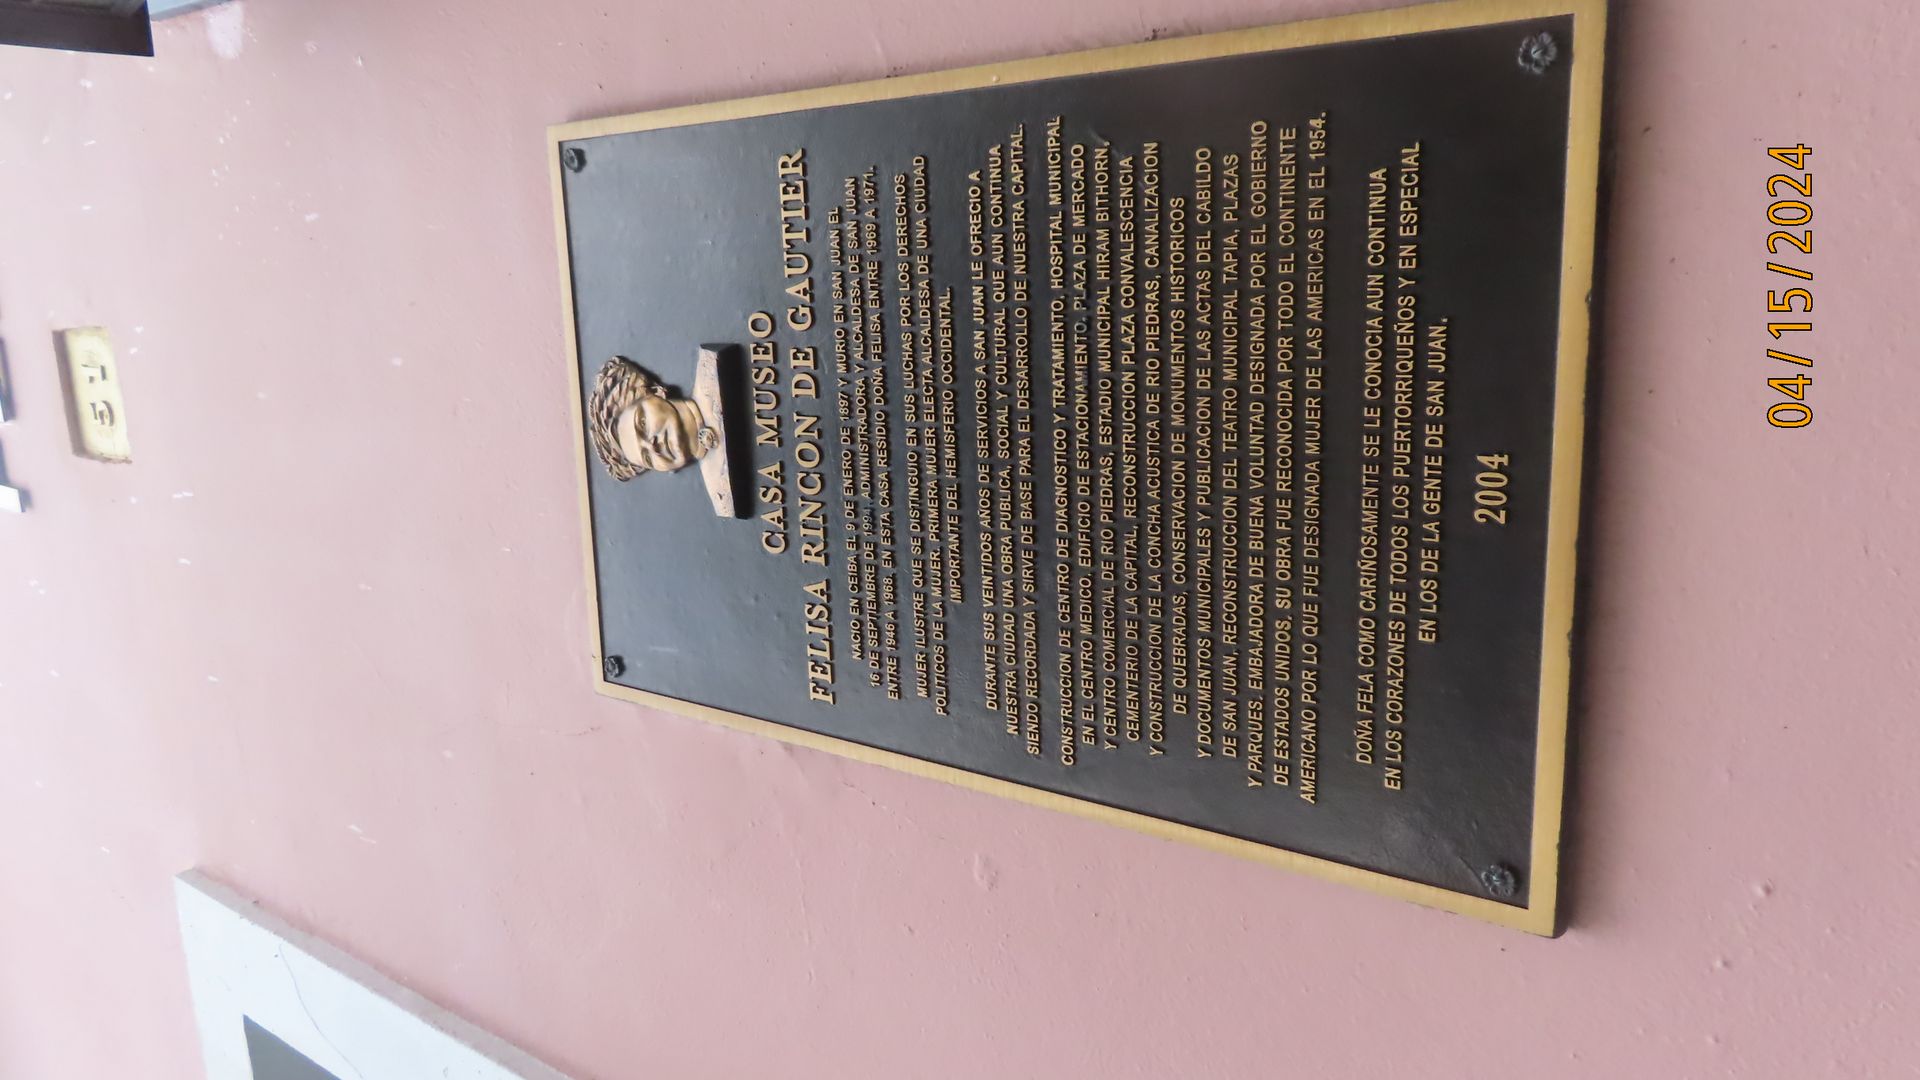 CASA MUSEO
FELISA RINCON DE GAUTIER
NACIO EN CEIBA EL 9 DE ENERO DE 1897 Y MURIO EN SAN JUAN EL
16 DE SEPTIEMBRE DE 1994, ADMINISTRADORA Y ALCALDESA DE SAN JUAN
ENTRE 1946 A 1968, EN ESTA CASA RESIDIO DOÑA FELISA ENTRE 1969 A 1971.
MUJER ILUSTRE QUE SE DISTINGUIO EN SUS LUCHAS POR LOS DERECHOS
POLITICOS DE LA MUJER. PRIMERA MUJER ELECTA ALCALDESA DE UNA CIUDAD
IMPORTANTE DEL HEMISFERIO OCCIDENTAL.
DURANTE SUS VEINTIDOS AÑOS DE SERVICIOS A SAN JUAN LE OFRECIO A
NUESTRA CIUDAD UNA OBRA PUBLICA, SOCIAL Y CULTURAL QUE AUN CONTINUA
SIENDO RECORDADA Y SIRVE DE BASE PARA EL DESARROLLO DE NUESTRA CAPITAL.
CONSTRUCCION DE CENTRO DE DIAGNOSTICO Y TRATAMIENTO, HOSPITAL MUNICIPAL
EN EL CENTRO MEDICO, EDIFICIO DE ESTACIONAMIENTO, PLAZA DE MERCADO
Y CENTRO COMERCIAL DE RIO PIEDRAS, ESTADIO MUNICIPAL HIRAM BITHORN,
CEMENTERIO DE LA CAPITAL, RECONSTRUCCION PLAZA CONVALESCENCIA
Y CONSTRUCCION DE LA CONCHA ACUSTICA DE RIO PIEDRAS, CANALIZACION
DE QUEBRADAS, CONSERVACION DE MONUMENTOS HISTORICOS
Y DOCUMENTOS MUNICIPALES Y PUBLICACION DE LAS ACTAS DEL CABILDO
DE SAN JUAN, RECONSTRUCCION DEL TEATRO MUNICIPAL TAPIA, PLAZAS
Y PARQUES. EMBAJADORA DE BUENA VOLUNTAD DESIGNADA POR EL GOBIERNO
DE ESTADOS UNIDOS, SU OBRA FUE RECONOCIDA POR TODO EL CONTINENTE
AMERICANO POR LO QUE FUE DESIGNADA MUJER DE LAS AMERICAS EN EL 1954.
DOÑA FELA COMO CARIÑOSAMENTE SE LE CONOCIA AUN CONTINUA
EN LOS CORAZONES DE TODOS LOS PUERTORRIQUEÑOS Y EN ESPECIAL
EN LOS DE LA GENTE DE SAN JUAN.
2004
04/15/2024